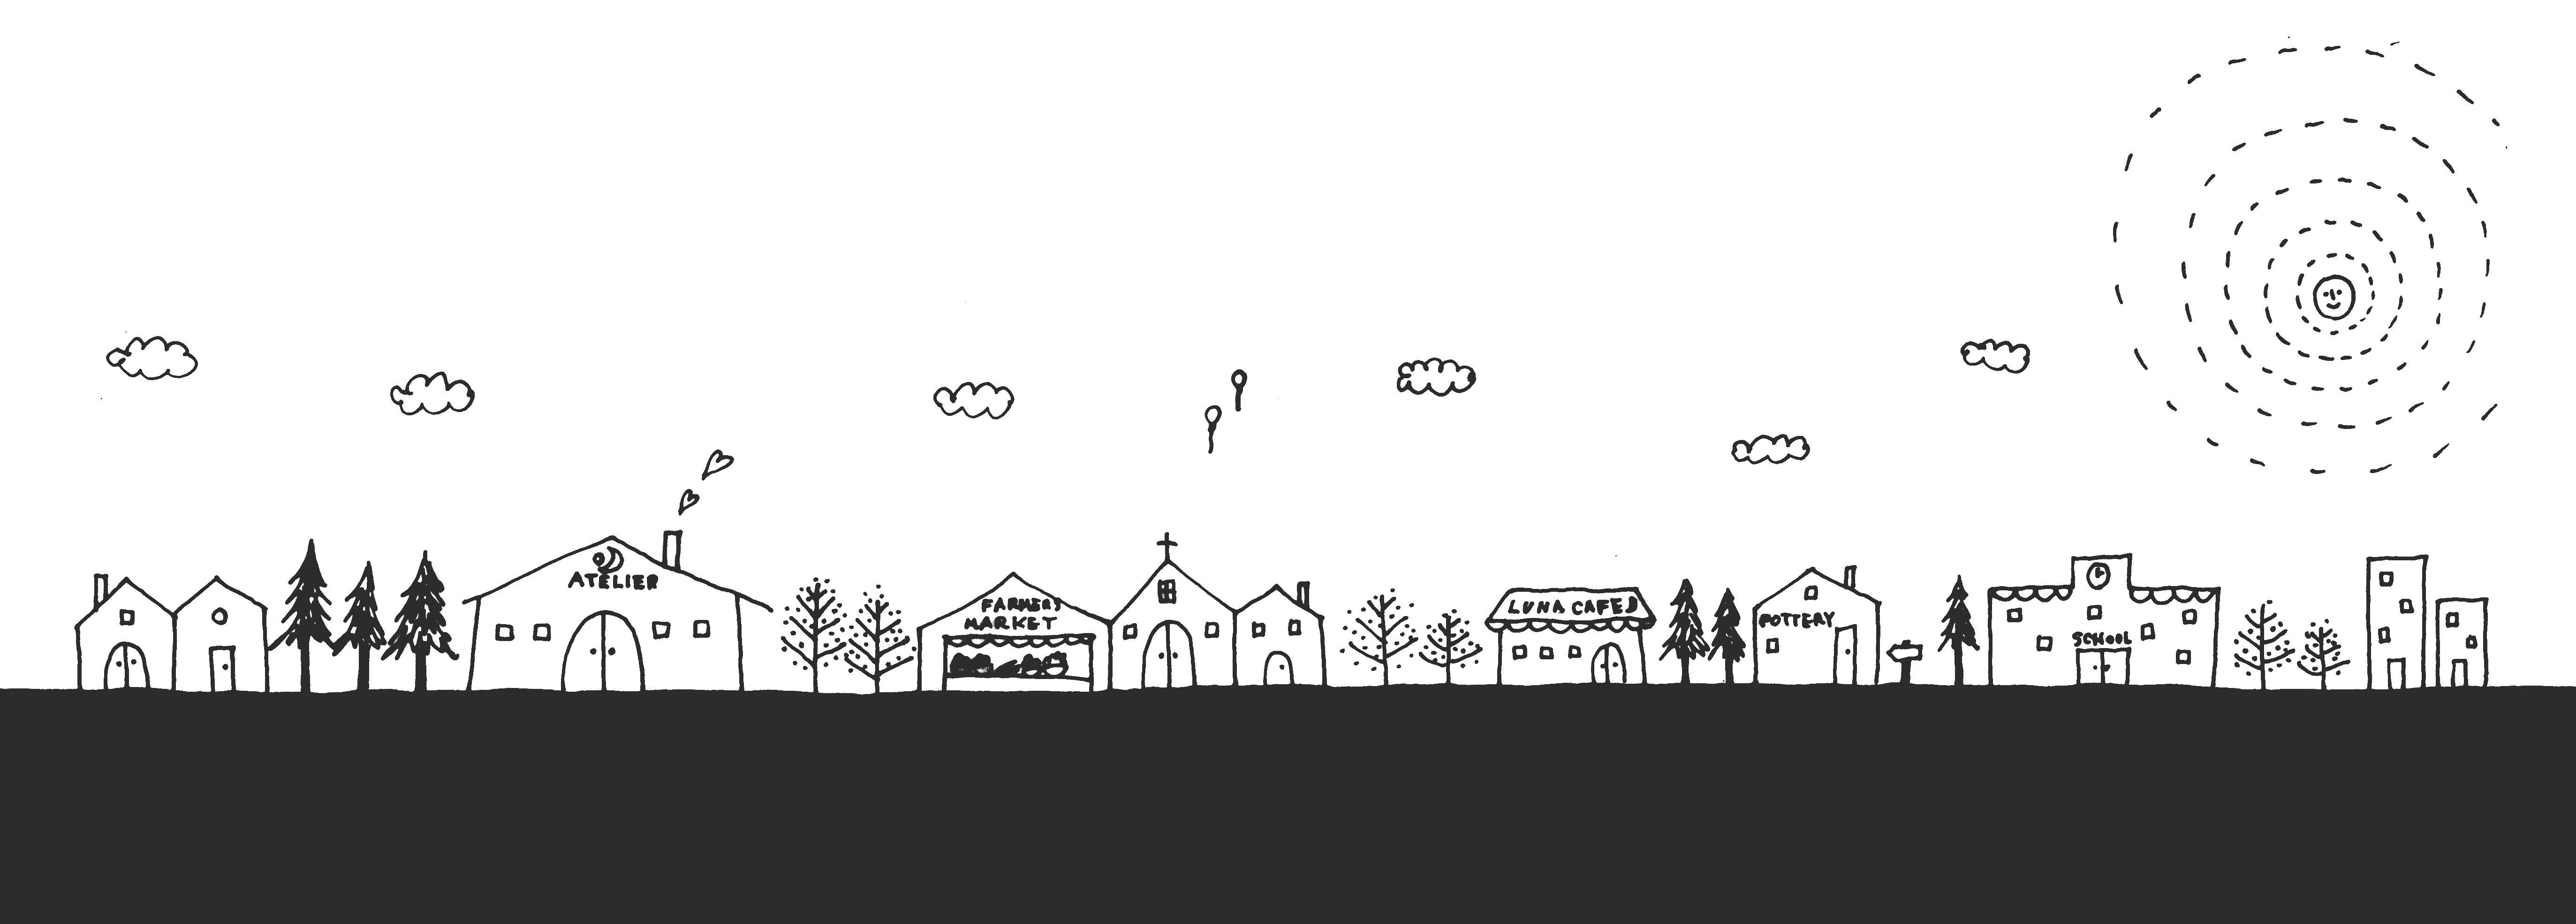 ATELIER
FARMERS
MARKET
LUNA CAFE
POTTERY
SCHOOL